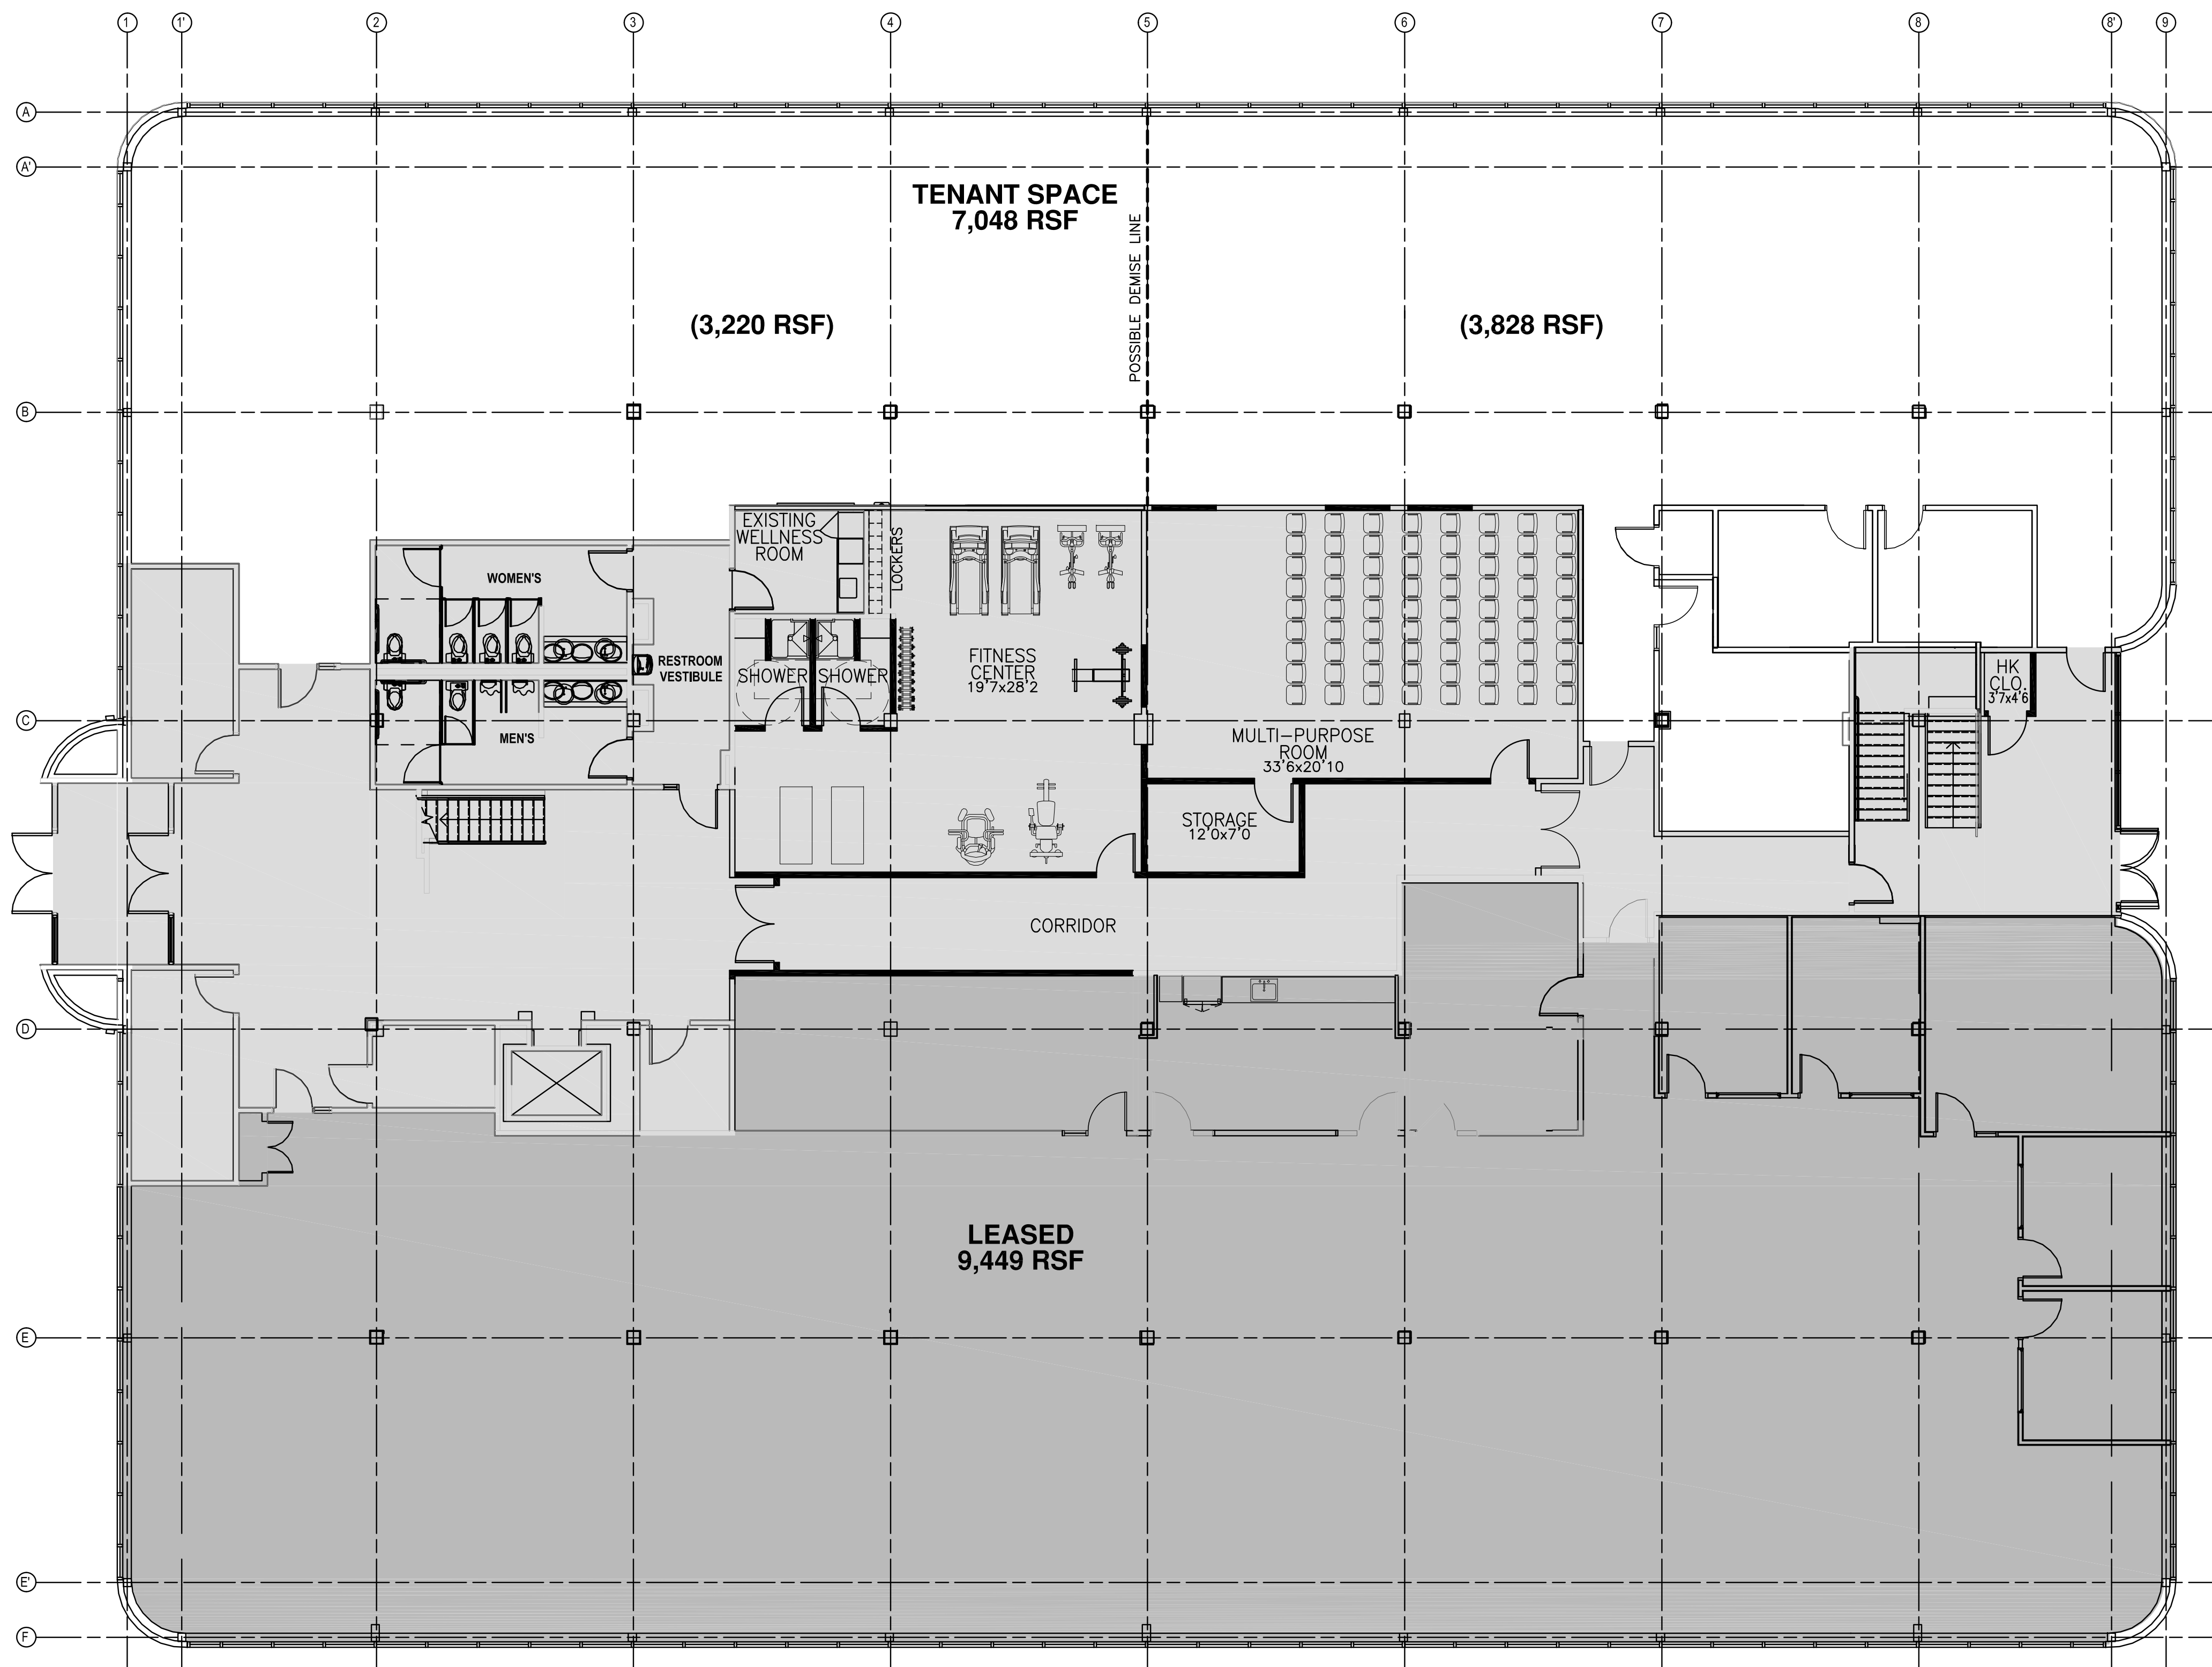 1 1' 2 3 4 5 6 7 8 8' 9
A
A'
TENANT SPACE
7,048 RSF
POSSIBLE DEMISE LINE
(3,220 RSF)
(3,828 RSF)
B
EXISTING
WELLNESS
ROOM
LOCKERS
WOMEN'S
RESTROOM
VESTIBULE
SHOWER
SHOWER
FITNESS
CENTER
19'7x28'2
HK
CLO.
3'7x4'6
C
MEN'S
MULTI-PURPOSE
ROOM
33'6x20'10
STORAGE
12'0x7'0
CORRIDOR
D
LEASED
9,449 RSF
E
E'
F